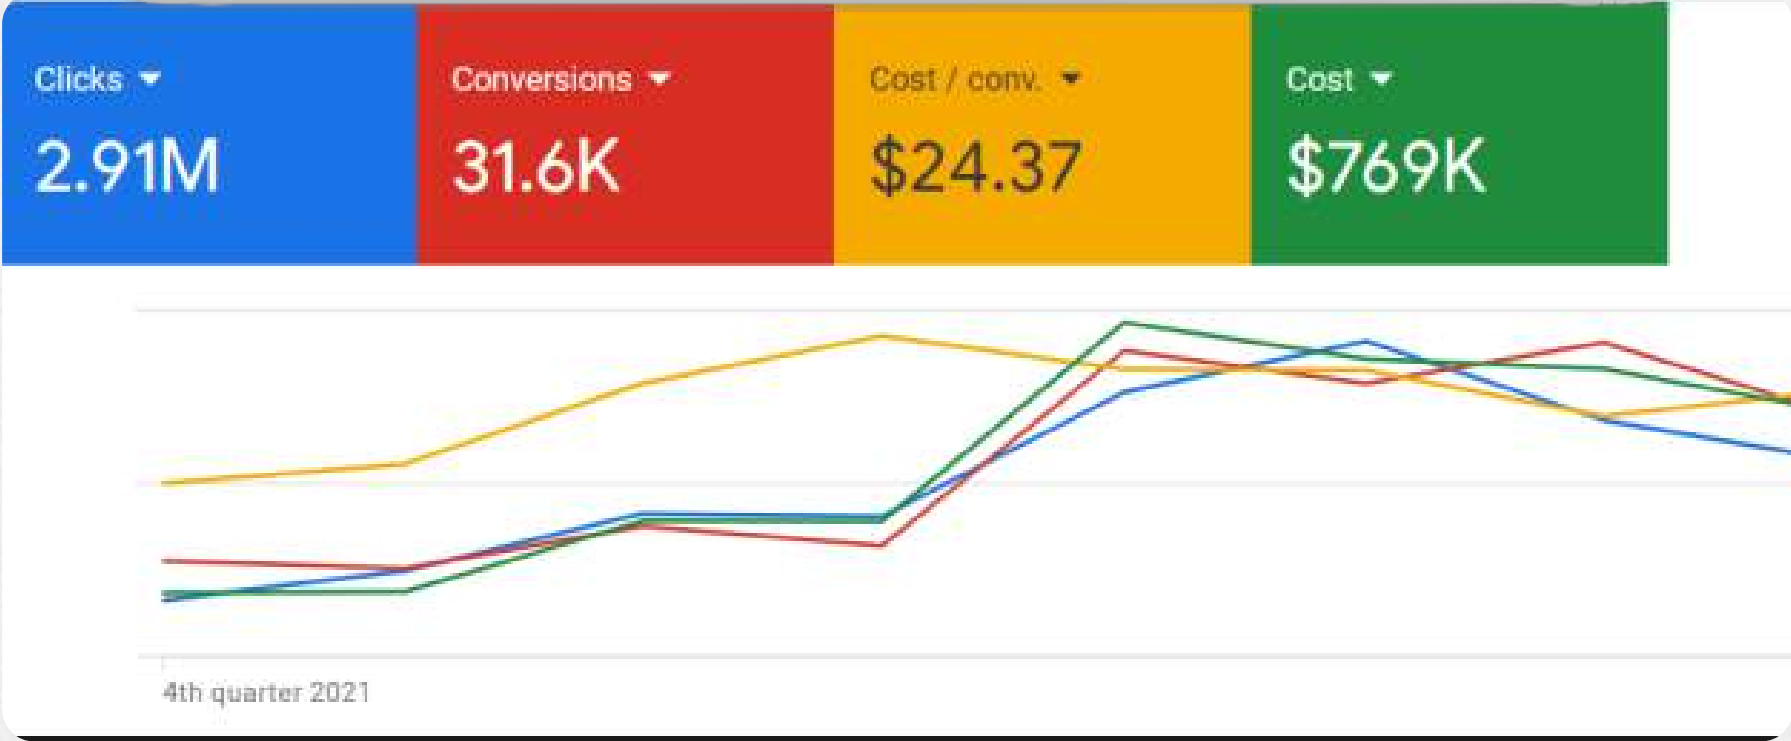 Clicks Conversions Cost / conv. Cost
2.91M 31.6K $24.37 $769K
4th quarter 2021